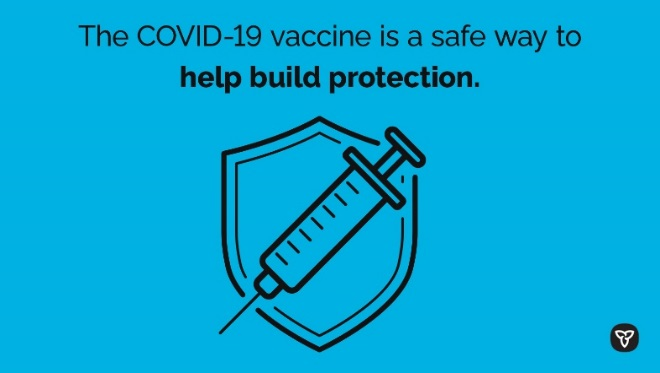 The COVID-19 vaccine is a safe way to
help build protection.